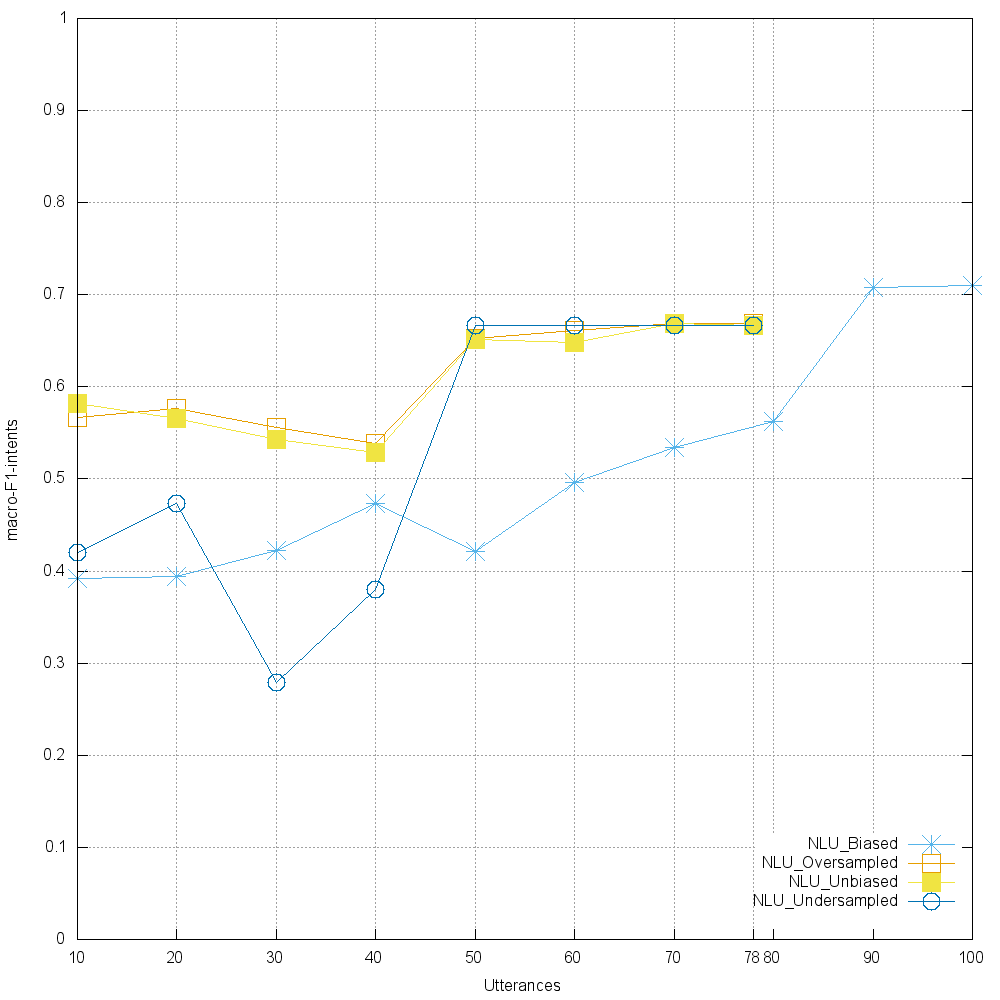 1
0.9
0.8
0.7
0.6
0.5
0.4
0.3
0.2
0.1
0
macro-F1-intents
NLU_Biased
NLU_Oversampled
NLU_Unbiased
NLU_Undersampled
10 20 30 40 50 60 70 78 80 90 100
Utterances